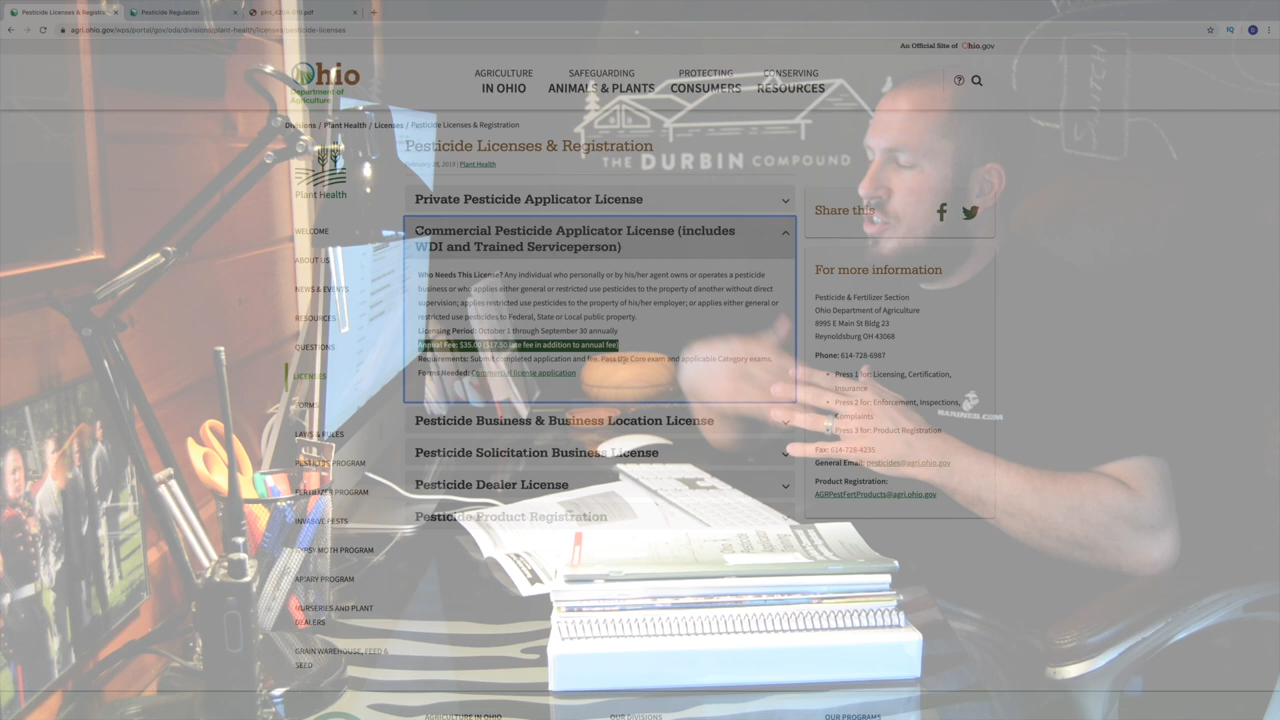 Pesticide Licenses & Registra
Pesticide Regulation
agri.ohio.gov/wps/portal/gov/oda/divisions/plant-health/licenses/pesticide-licenses
An Official Site of Ohio.gov
Ohio
Department of
Agriculture
AGRICULTURE
IN OHIO
SAFEGUARDING
ANIMALS & PLANTS
PROTECTING
CONSUMERS
CONSERVING
RESOURCES
Divisions / Plant Health / Licenses / Pesticide Licenses & Registration
Plant Health
WELCOME
ABOUT US
NEWS & EVENTS
RESOURCES
QUESTIONS
LICENSES
FORMS
LAWS & RULES
PESTICIDE PROGRAM
FERTILIZER PROGRAM
INVASIVE PESTS
GYPSY MOTH PROGRAM
APIARY PROGRAM
NURSERIES AND PLANT
DEALERS
GRAIN WAREHOUSE, FEED &
SEED
Pesticide Licenses & Registration
February 28, 2019 | Plant Health
Private Pesticide Applicator License
Commercial Pesticide Applicator License (includes
WDI and Trained Serviceperson)
Who Needs This License? Any individual who personally or by his/her agent owns or operates a pesticide
business or who applies either general or restricted use pesticides to the property of another without direct
supervision; applies restricted use pesticides to the property of his/her employer; or applies either general or
restricted use pesticides to Federal, State or Local public property.
Licensing Period: October 1 through September 30 annually
Annual Fee: $35.00 ($17.50 late fee in addition to annual fee)
Requirements: Submit completed application and fee. Pass the Core exam and applicable Category exams.
Forms Needed: Commercial license application
Pesticide Business & Business Location License
Pesticide Solicitation Business License
Pesticide Dealer License
Pesticide Product Registration
Share this
For more information
Pesticide & Fertilizer Section
Ohio Department of Agriculture
8995 E Main St Bldg 23
Reynoldsburg OH 43068
Phone: 614-728-6987
Press 1 for: Licensing, Certification,
Insurance
Press 2 for: Enforcement, Inspections,
Complaints
Press 3 for: Product Registration
Fax: 614-728-4235
General Email: pesticides@agri.ohio.gov
Product Registration:
AGRPestFertProducts@agri.ohio.gov
THE DURBIN COMPOUND
SWITCH
MARINES.COM
AGRICULTURE IN OHIO
OUR DIVISIONS
OUR PROGRAMS